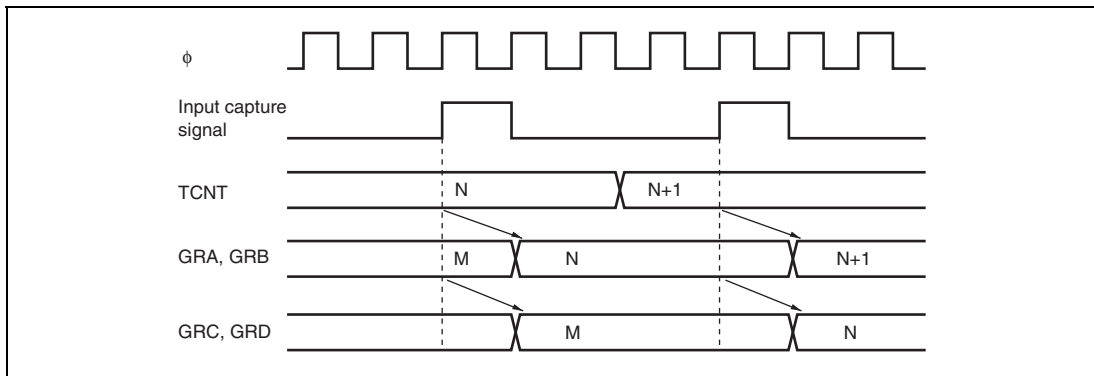 φ
Input capture
signal
TCNT N N+1
GRA, GRB M N N+1
GRC, GRD M N